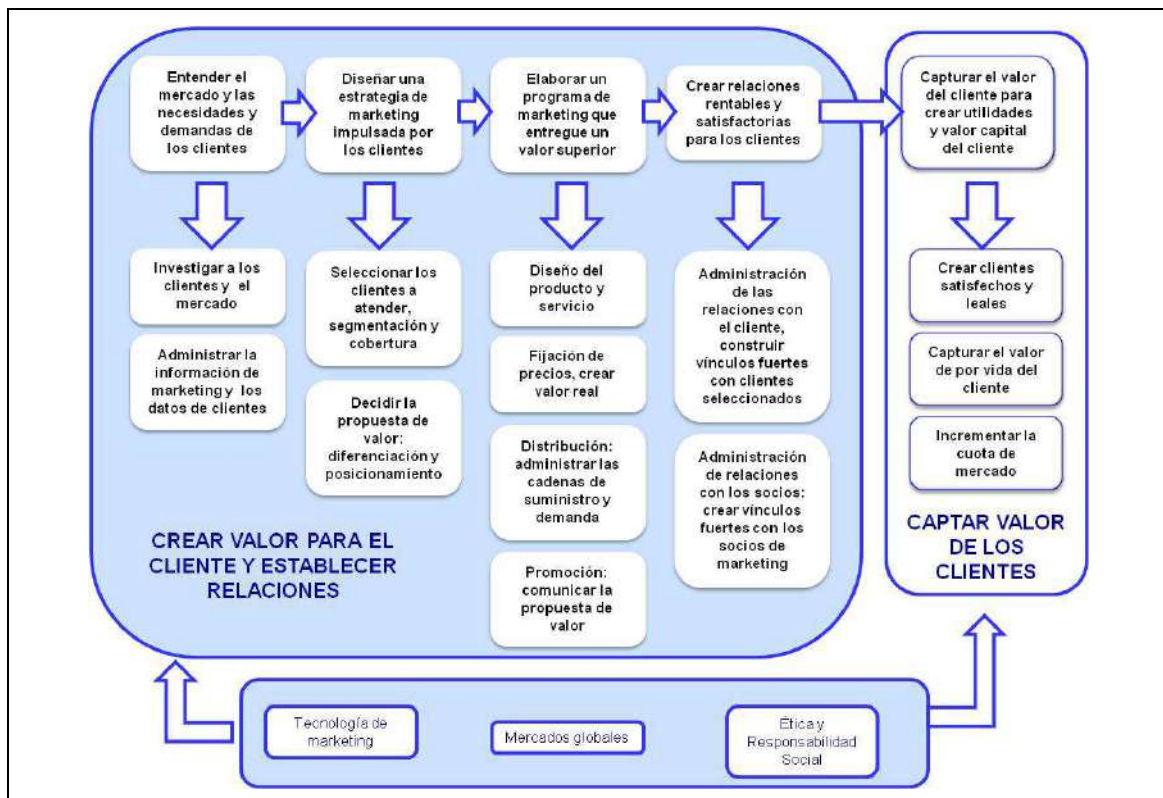 Entender el
mercado y las
necesidades y
demandas de
los clientes
Diseñar una
estrategia de
marketing
impulsada por
los clientes
Elaborar un
programa de
marketing que
entregue un
valor superior
Crear relaciones
rentables y
satisfactorias
para los clientes
Capturar el valor
del cliente para
crear utilidades
y valor capital
del cliente
Investigar a los
clientes y el
mercado
Administrar la
información de
marketing y los
datos de clientes
Seleccionar los
clientes a
atender,
segmentación y
cobertura
Decidir la
propuesta de
valor:
diferenciación y
posicionamiento
Diseño del
producto y
servicio
Fijación de
precios, crear
valor real
Distribución:
administrar las
cadenas de
suministro y
demanda
Promoción:
comunicar la
propuesta de
valor
Administración
de las
relaciones con
el cliente,
construir
vínculos fuertes
con clientes
seleccionados
Administración
de relaciones
con los socios:
crear vínculos
fuertes con los
socios de
marketing
Crear clientes
satisfechos y
leales
Capturar el valor
de por vida del
cliente
Incrementar la
cuota de
mercado
CREAR VALOR PARA EL
CLIENTE Y ESTABLECER
RELACIONES
CAPTAR VALOR
DE LOS
CLIENTES
Tecnología de
marketing
Mercados globales
Ética y
Responsabilidad
Social